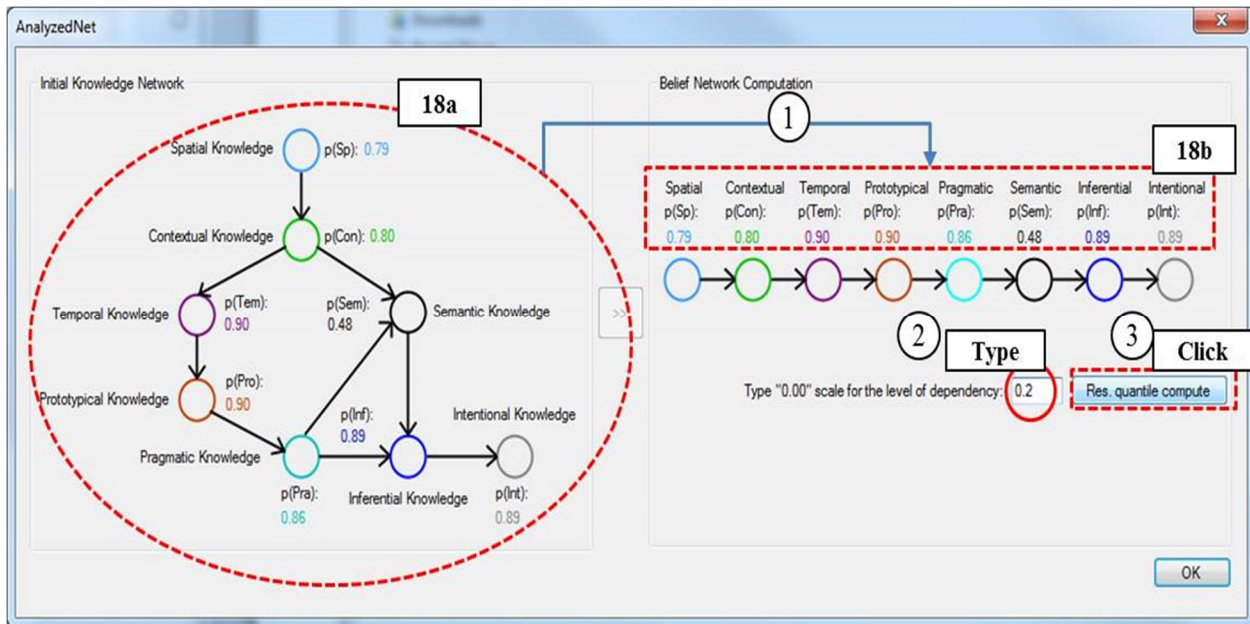 AnalyzedNet
Initial Knowledge Network
18a
Spatial Knowledge
p(Sp): 0.79
Contextual Knowledge
p(Con): 0.80
Temporal Knowledge
p(Tem):
0.90
p(Sem):
0.48
Semantic Knowledge
Prototypical Knowledge
p(Pro):
0.90
Pragmatic Knowledge
p(Pra):
0.86
p(Inf):
0.89
Inferential Knowledge
Intentional Knowledge
p(Int):
0.89
>>
Belief Network Computation
1
18b
Spatial Contextual Temporal Prototypical Pragmatic Semantic Inferential Intentional
p(Sp): p(Con): p(Tem): p(Pro): p(Pra): p(Sem): p(Inf): p(Int):
0.79 0.80 0.90 0.90 0.86 0.48 0.89 0.89
2 Type 3 Click
Type "0.00" scale for the level of dependency: 0.2 Res. quantile compute
OK